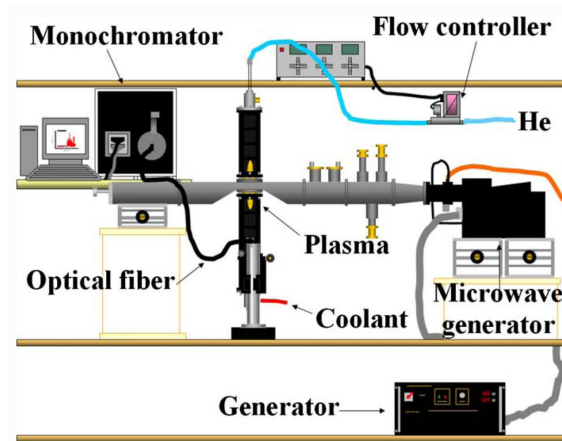 Monochromator
Flow controller
He
Plasma
Optical fiber
Coolant
Microwave
generator
Generator